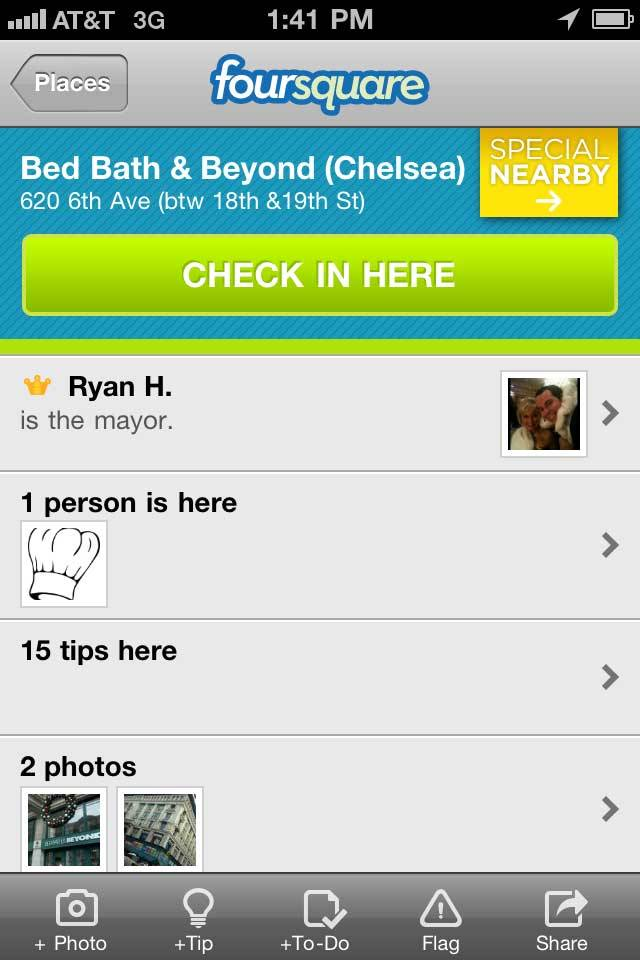 AT&T 3G 1:41 PM
Places
foursquare
Bed Bath & Beyond (Chelsea)
620 6th Ave (btw 18th &19th St)
SPECIAL
NEARBY
CHECK IN HERE
Ryan H.
is the mayor.
1 person is here
15 tips here
2 photos
BEYOND
+ Photo
+Tip
+To-Do
Flag
Share